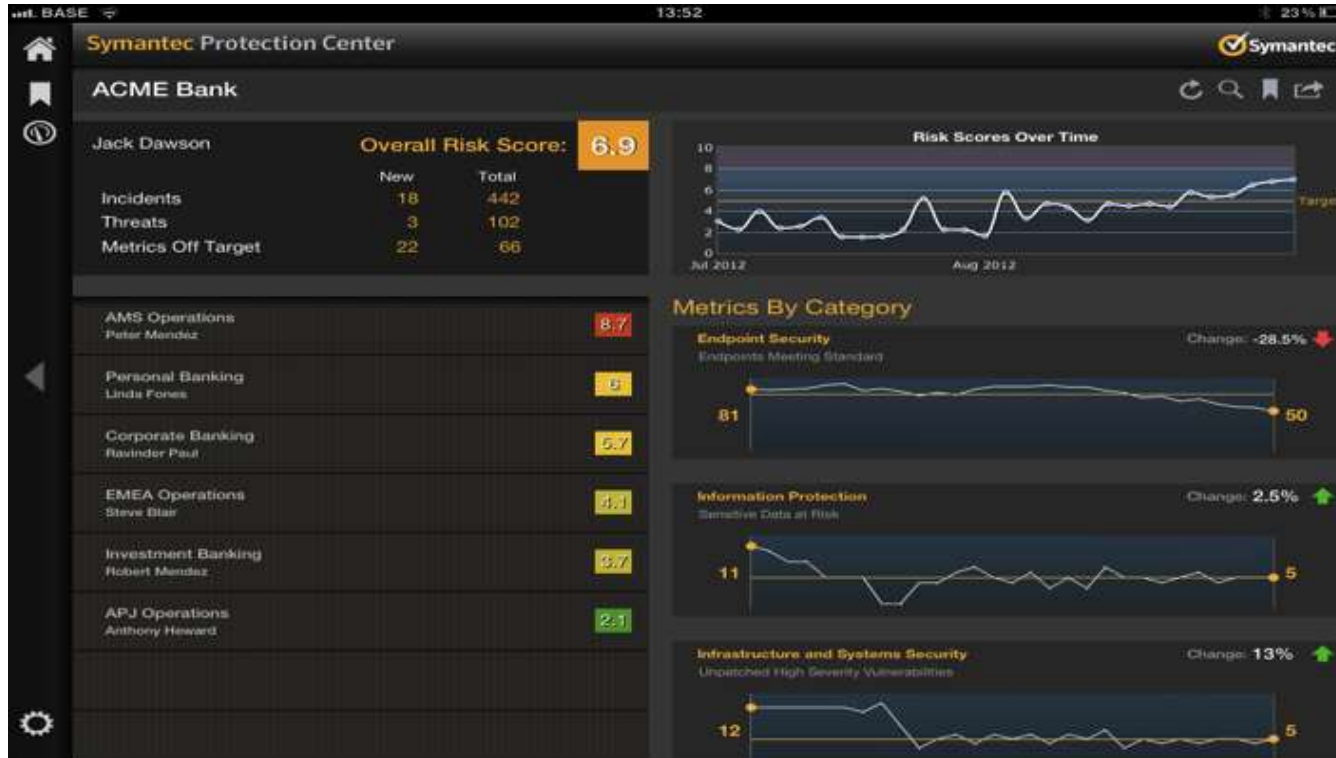 BASE 13:52 23%
Symantec Protection Center
Symantec
ACME Bank
Jack Dawson Overall Risk Score: 6.9
New Total
Incidents 18 442
Threats 3 102
Metrics Off Target 22 66
AMS Operations 8.7
Peter Mendez
Personal Banking 6
Linda Fones
Corporate Banking 5.7
Ravinder Paul
EMEA Operations 4.1
Steve Blair
Investment Banking 3.7
Robert Mendez
APJ Operations 2.1
Anthony Heward
Risk Scores Over Time
10
8
6
Targe
4
2
0
Jul 2012 Aug 2012
Metrics By Category
Endpoint Security Change: -28.5%
Endpoints Meeting Standard
81 50
Information Protection Change: 2.5%
Sensitive Data at Risk
11 5
Infrastructure and Systems Security Change: 13%
Unpatched High Severity Vulnerabilities
12 5